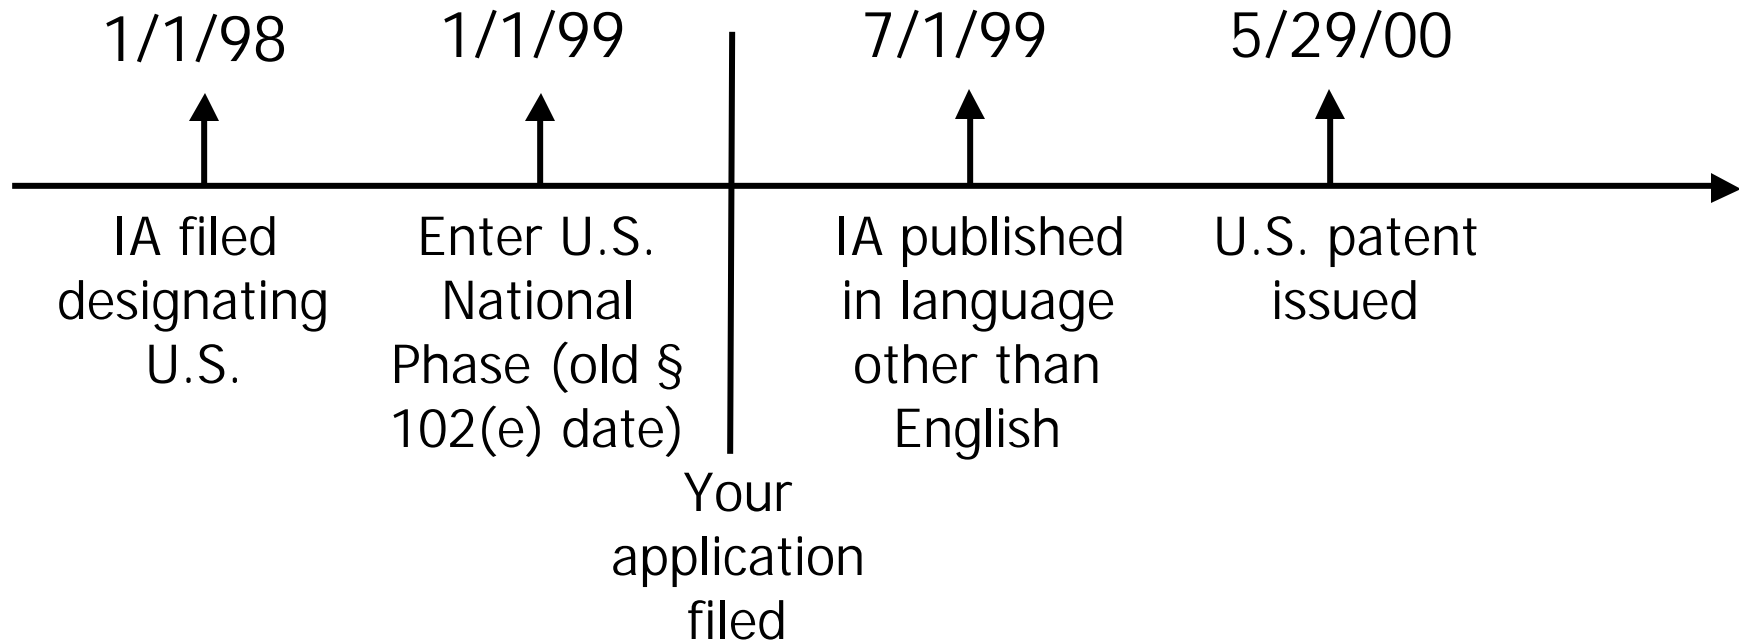 1/1/98
1/1/99
7/1/99
5/29/00
IA filed
designating
U.S.
Enter U.S.
National
Phase (old §
102(e) date)
IA published
in language
other than
English
U.S. patent
issued
Your
application
filed